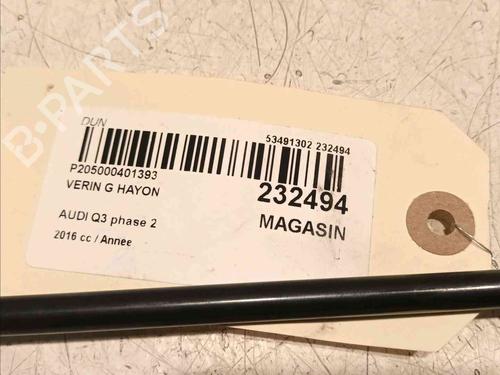 B-PARTS
DUN
53491302 232494
P205000401393
VERIN G HAYON
232494
AUDI Q3 phase 2
MAGASIN
2016 cc / Annee